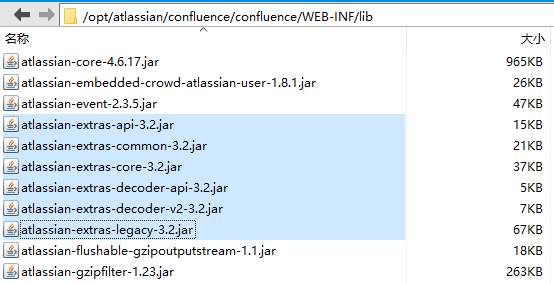 /opt/atlassian/confluence/confluence/WEB-INF/lib
名称 大小
atlassian-core-4.6.17.jar 965KB
atlassian-embedded-crowd-atlassian-user-1.8.1.jar 26KB
atlassian-event-2.3.5.jar 47KB
atlassian-extras-api-3.2.jar 15KB
atlassian-extras-common-3.2.jar 21KB
atlassian-extras-core-3.2.jar 37KB
atlassian-extras-decoder-api-3.2.jar 5KB
atlassian-extras-decoder-v2-3.2.jar 7KB
atlassian-extras-legacy-3.2.jar 67KB
atlassian-flushable-gzipoutputstream-1.1.jar 18KB
atlassian-gzipfilter-1.23.jar 263KB